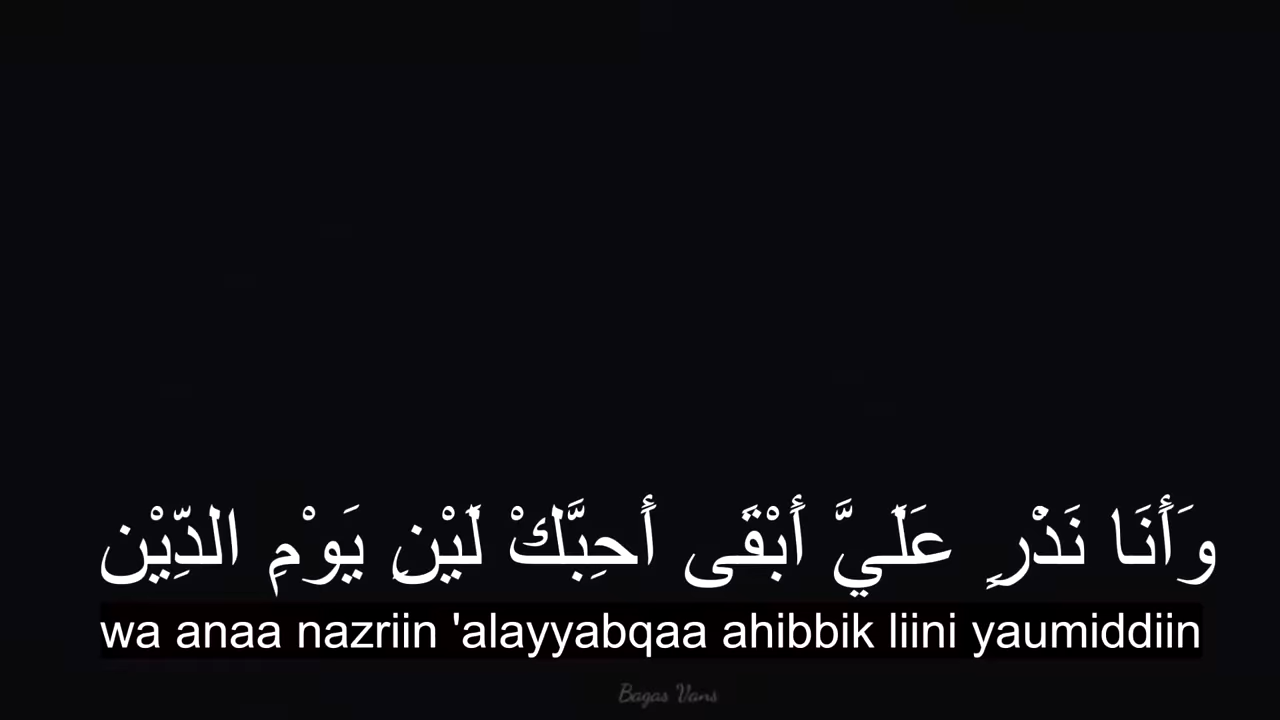 وَأَنَا نَذْرٍ عَلَيَّ أَبْقَى أَحِبَّكْ لَيْنِ يَوْمِ الدِّيْن
wa anaa nazriin 'alayyabqaa ahibbik liini yaumiddiin
Bagas Vans